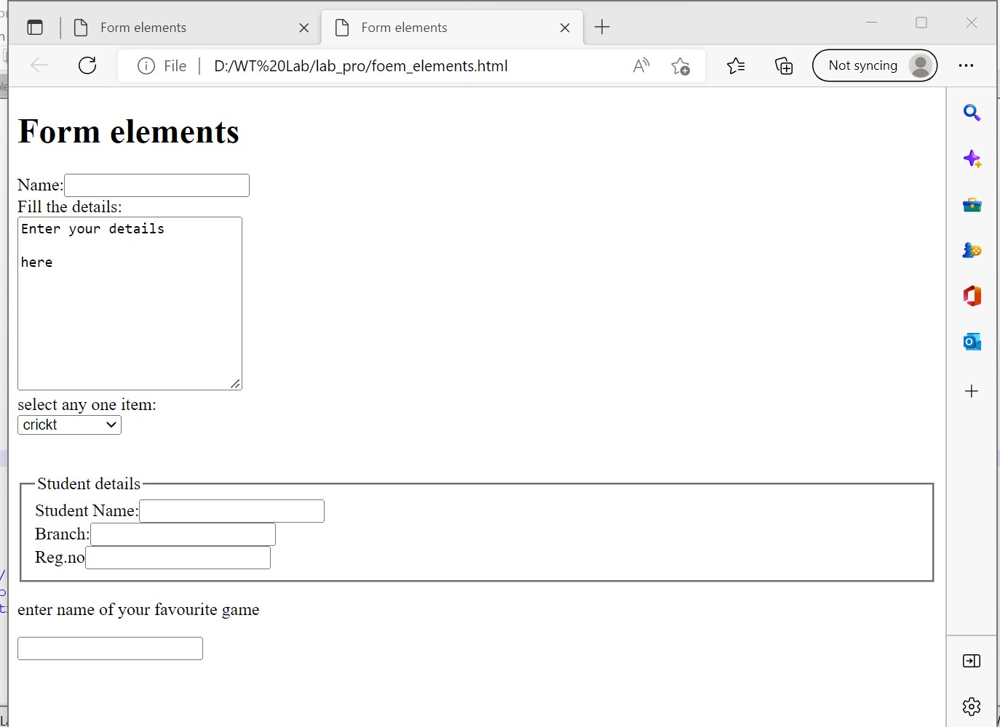 Form elements
Form elements
File
D:/WT%20Lab/lab_pro/foem_elements.html
Not syncing
Form elements
Name:
Fill the details:
Enter your details
here
select any one item:
crickt
Student details
Student Name:
Branch:
Reg.no
enter name of your favourite game